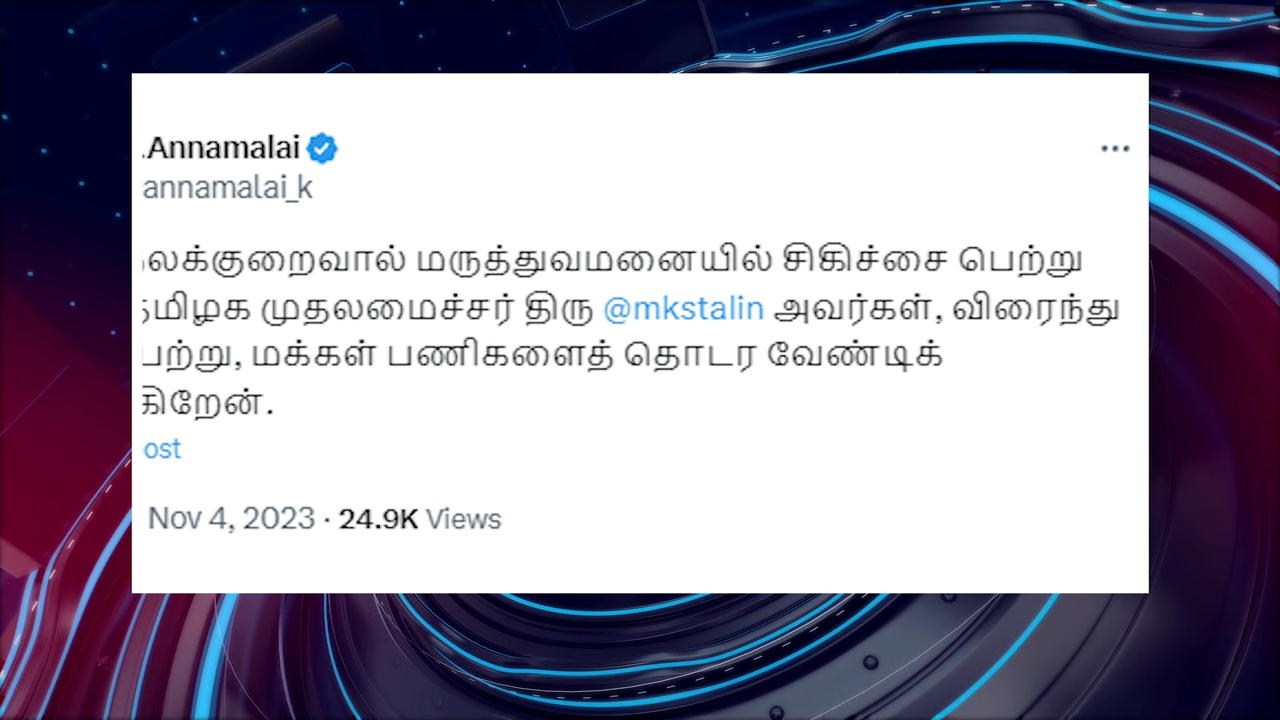 .Annamalai
annamalai_k
லக்குறைவால் மருத்துவமனையில் சிகிச்சை பெற்று
தமிழக முதலமைச்சர் திரு @mkstalin அவர்கள், விரைந்து
பற்று, மக்கள் பணிகளைத் தொடர வேண்டிக்
கிறேன்.
ost
Nov 4, 2023 · 24.9K Views